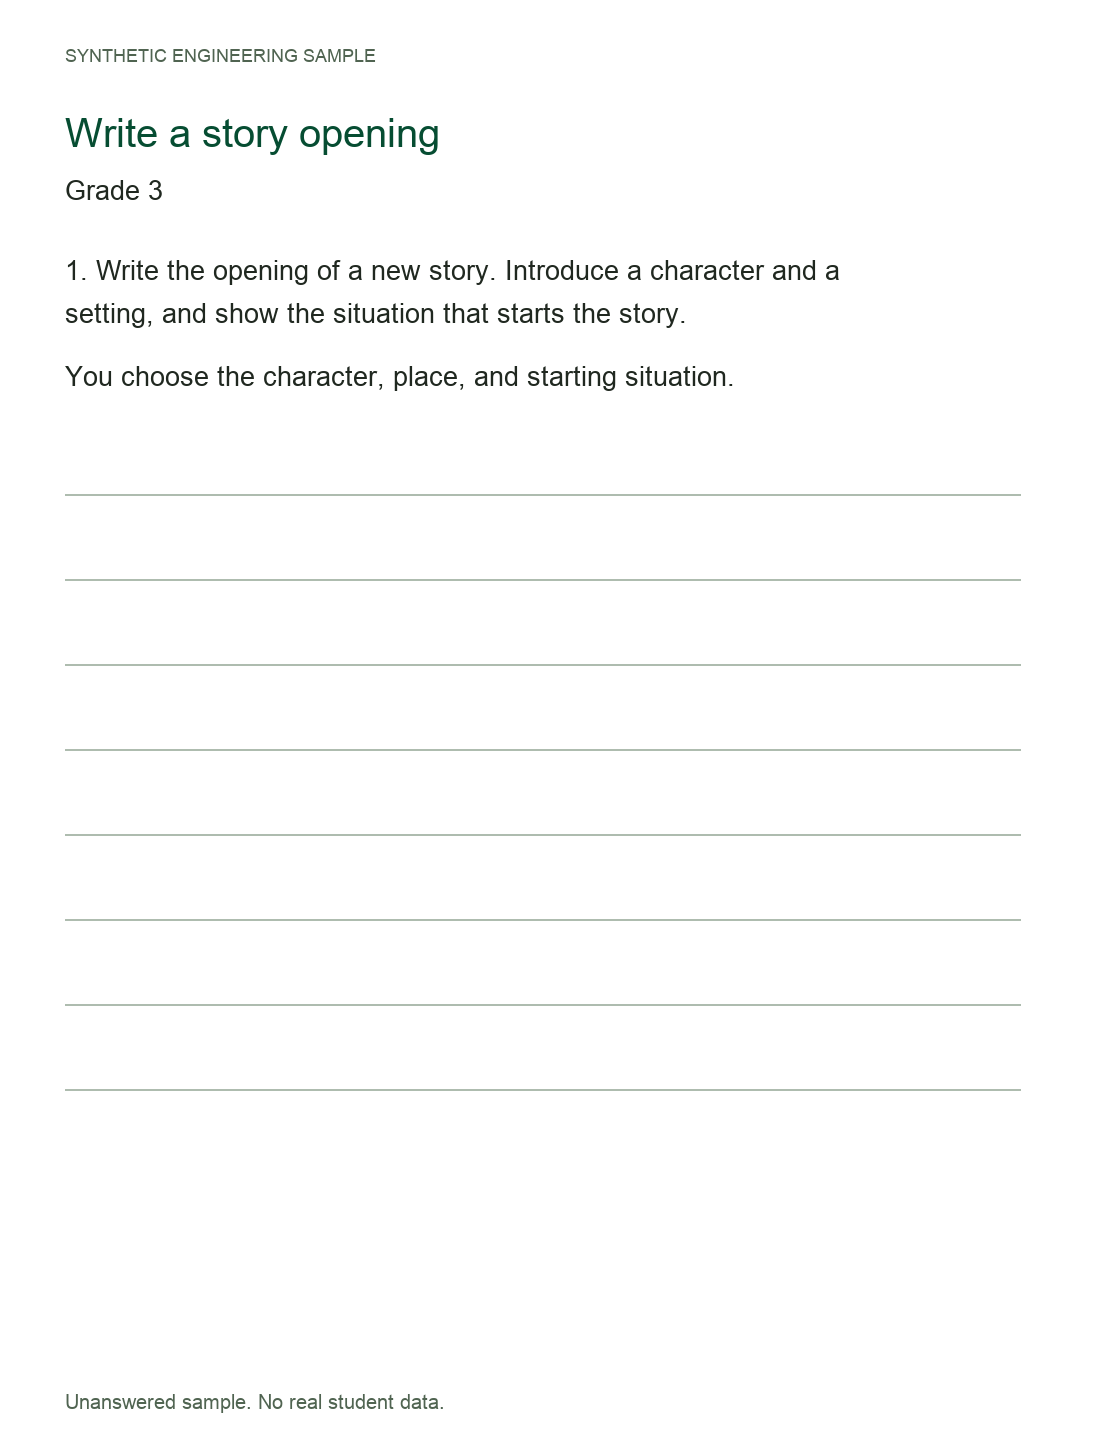 SYNTHETIC ENGINEERING SAMPLE
Write a story opening
Grade 3
1. Write the opening of a new story. Introduce a character and a
setting, and show the situation that starts the story.
You choose the character, place, and starting situation.
Unanswered sample. No real student data.